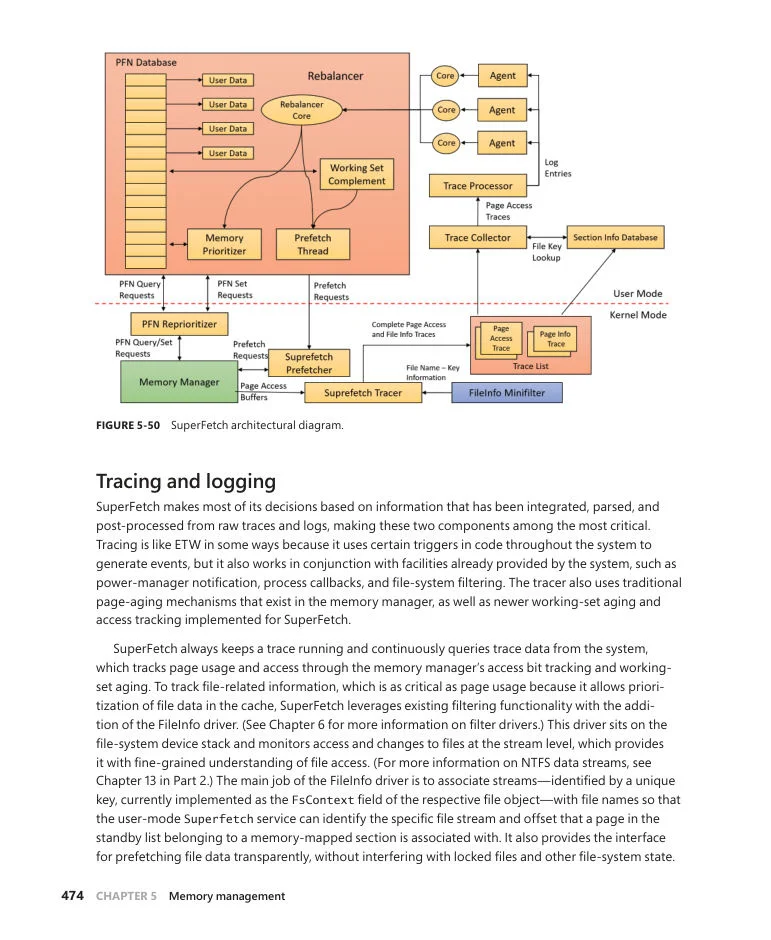 PFN Database
Rebalancer
User Data
User Data
User Data
User Data
Rebalancer
Core
Working Set
Complement
Memory
Prioritizer
Prefetch
Thread
Core
Agent
Core
Agent
Core
Agent
Log
Entries
Trace Processor
Page Access
Traces
Trace Collector
File Key
Lookup
Section Info Database
PFN Query
Requests
PFN Set
Requests
Prefetch
Requests
User Mode
Kernel Mode
PFN Reprioritizer
PFN Query/Set
Requests
Prefetch
Requests
Memory Manager
Suprefetch
Prefetcher
Page Access
Buffers
Complete Page Access
and File Info Traces
Page
Access
Trace
Page Info
Trace
Trace List
File Name – Key
Information
Suprefetch Tracer
FileInfo Minifilter
FIGURE 5-50 SuperFetch architectural diagram.
Tracing and logging
SuperFetch makes most of its decisions based on information that has been integrated, parsed, and
post-processed from raw traces and logs, making these two components among the most critical.
Tracing is like ETW in some ways because it uses certain triggers in code throughout the system to
generate events, but it also works in conjunction with facilities already provided by the system, such as
power-manager notification, process callbacks, and file-system filtering. The tracer also uses traditional
page-aging mechanisms that exist in the memory manager, as well as newer working-set aging and
access tracking implemented for SuperFetch.
SuperFetch always keeps a trace running and continuously queries trace data from the system,
which tracks page usage and access through the memory manager’s access bit tracking and working-
set aging. To track file-related information, which is as critical as page usage because it allows priori-
tization of file data in the cache, SuperFetch leverages existing filtering functionality with the addi-
tion of the FileInfo driver. (See Chapter 6 for more information on filter drivers.) This driver sits on the
file-system device stack and monitors access and changes to files at the stream level, which provides
it with fine-grained understanding of file access. (For more information on NTFS data streams, see
Chapter 13 in Part 2.) The main job of the FileInfo driver is to associate streams—identified by a unique
key, currently implemented as the FsContext field of the respective file object—with file names so that
the user-mode Superfetch service can identify the specific file stream and offset that a page in the
standby list belonging to a memory-mapped section is associated with. It also provides the interface
for prefetching file data transparently, without interfering with locked files and other file-system state.
474 CHAPTER 5 Memory management